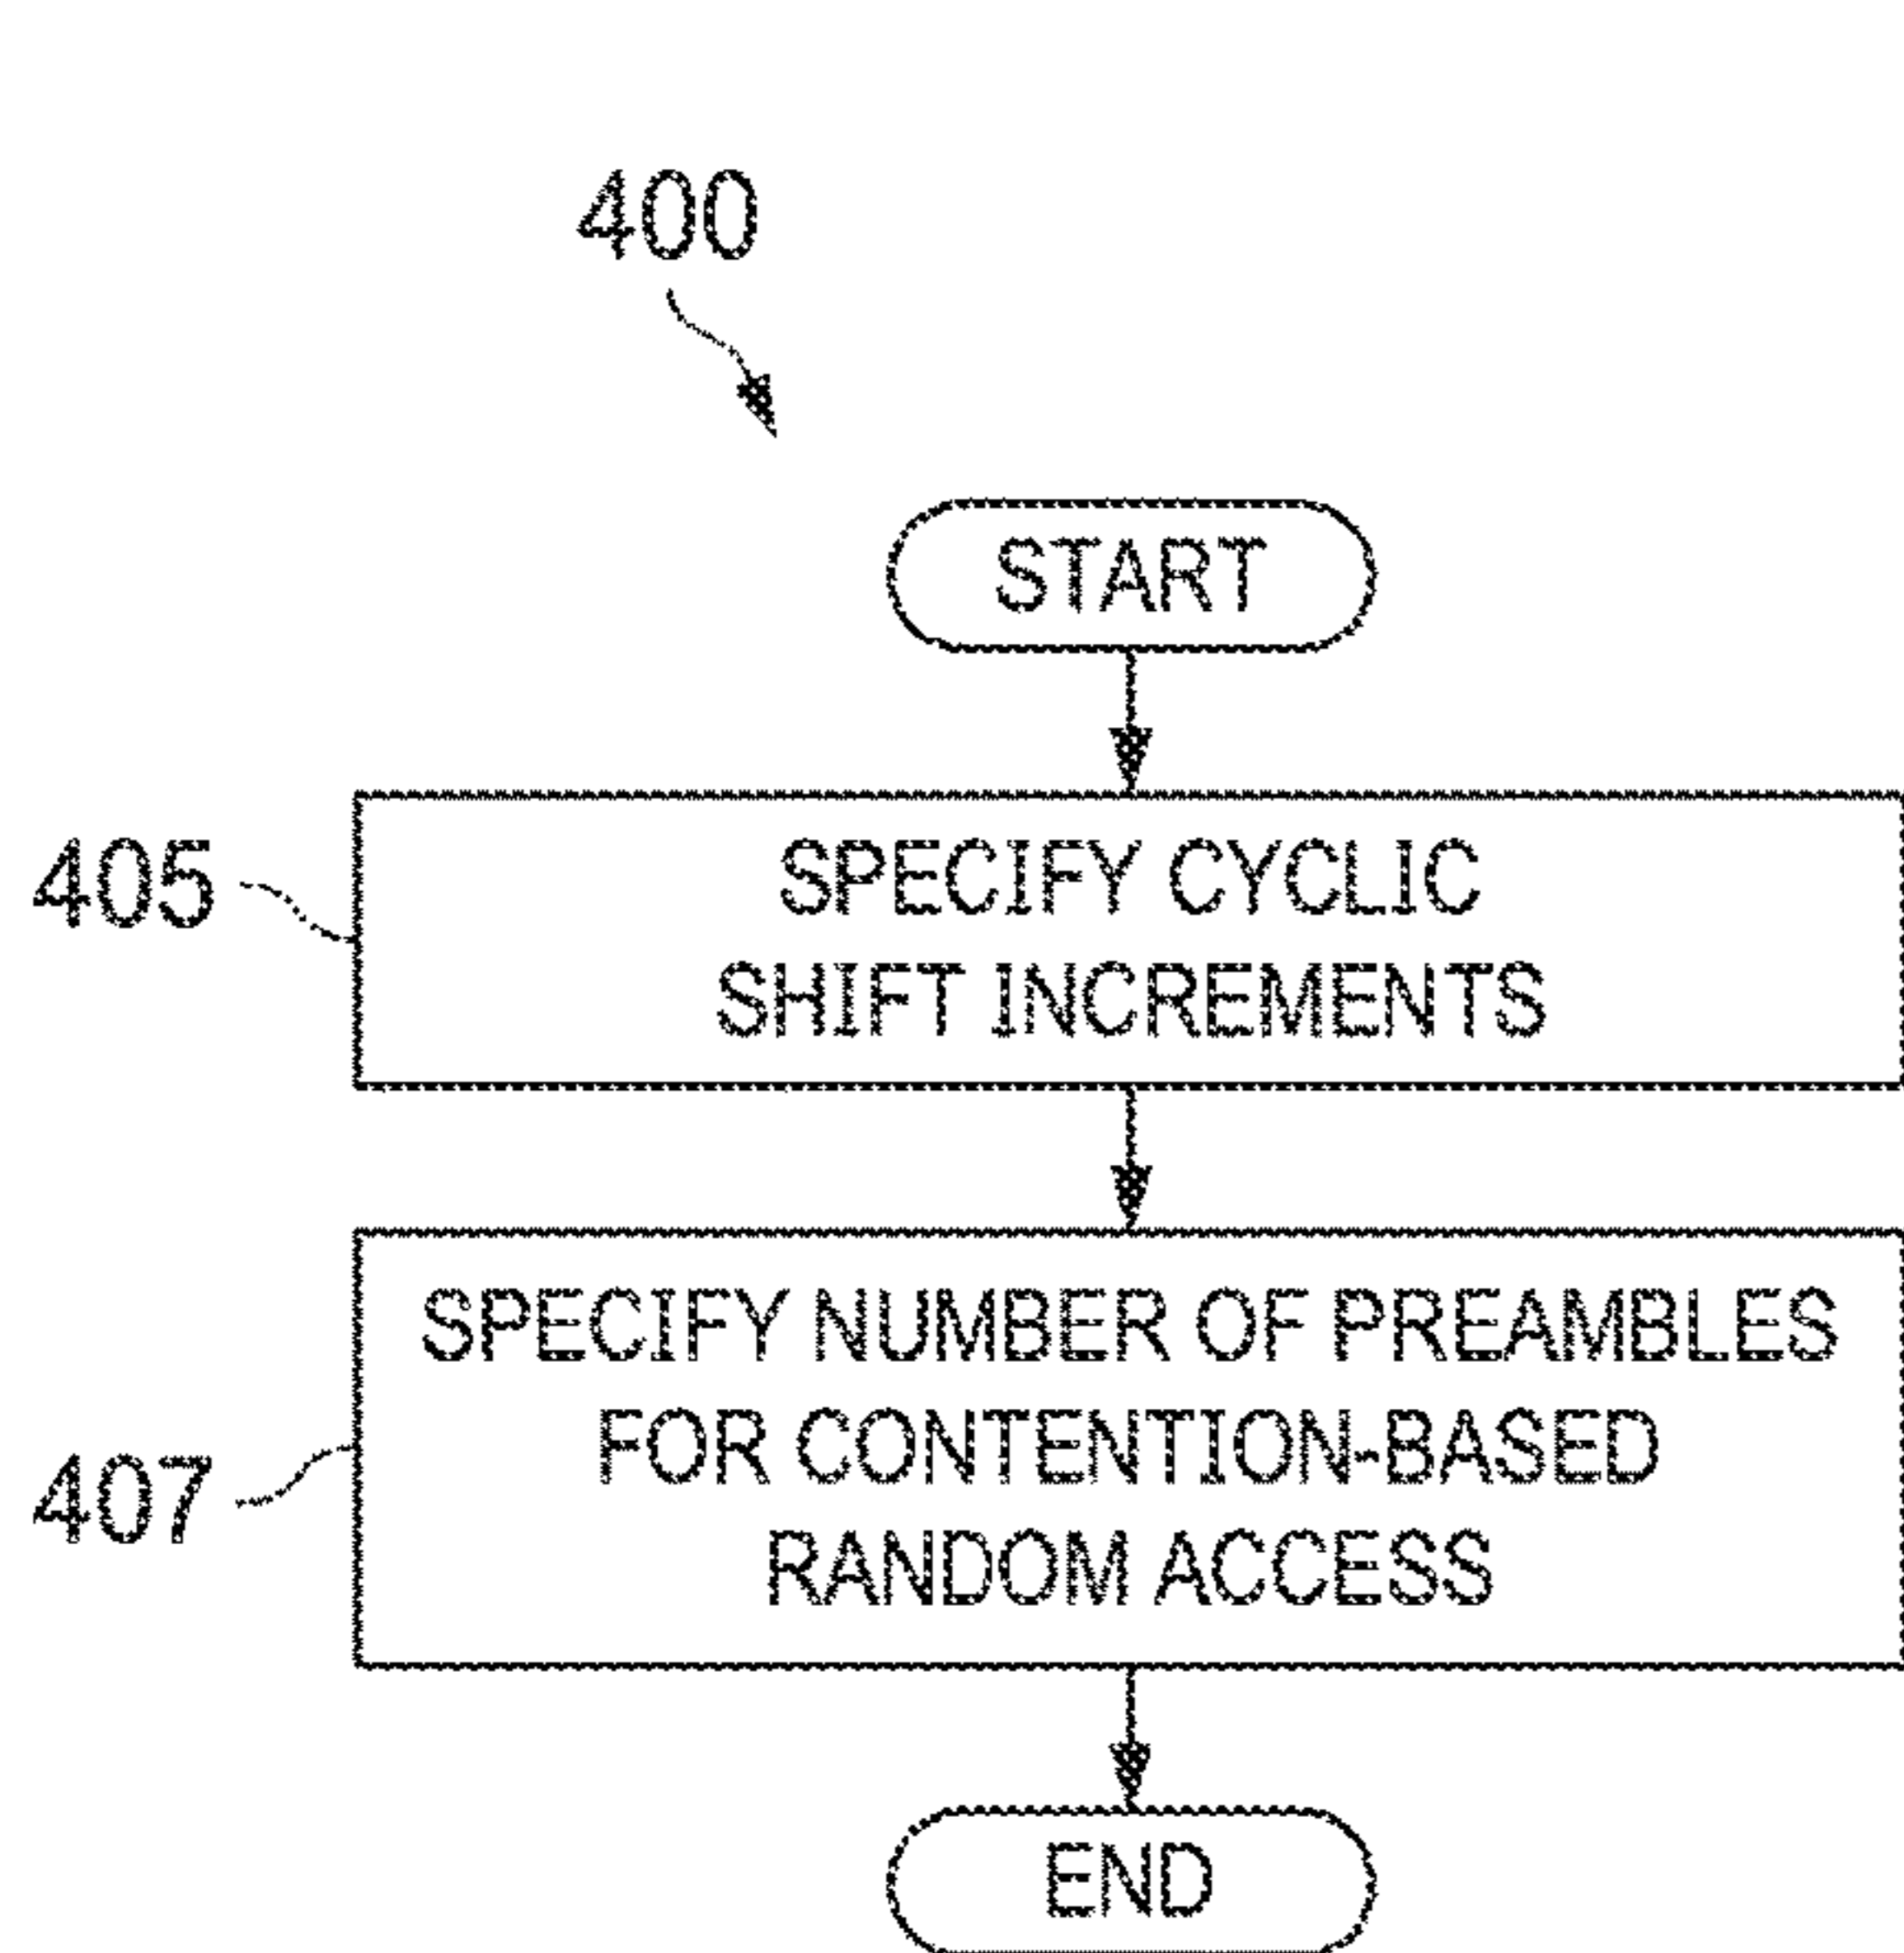 400
START
405
SPECIFY CYCLIC
SHIFT INCREMENTS
407
SPECIFY NUMBER OF PREAMBLES
FOR CONTENTION-BASED
RANDOM ACCESS
END